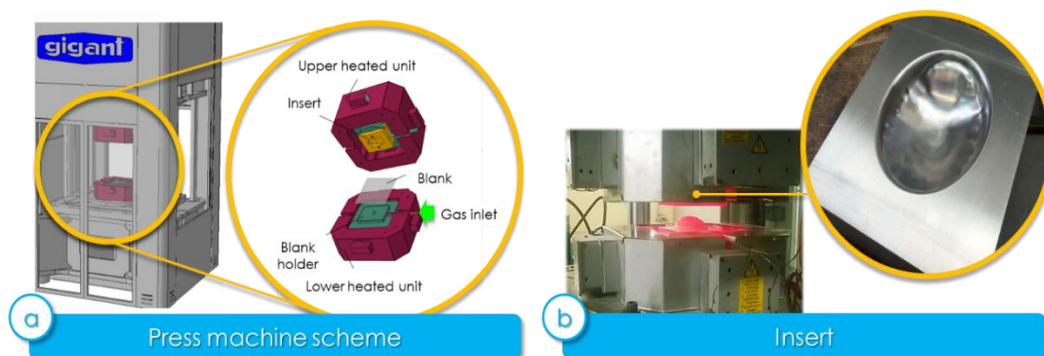 gigant
Upper heated unit
Insert
Blank
Gas inlet
Blank
holder
Lower heated unit
a
Press machine scheme
b
Insert